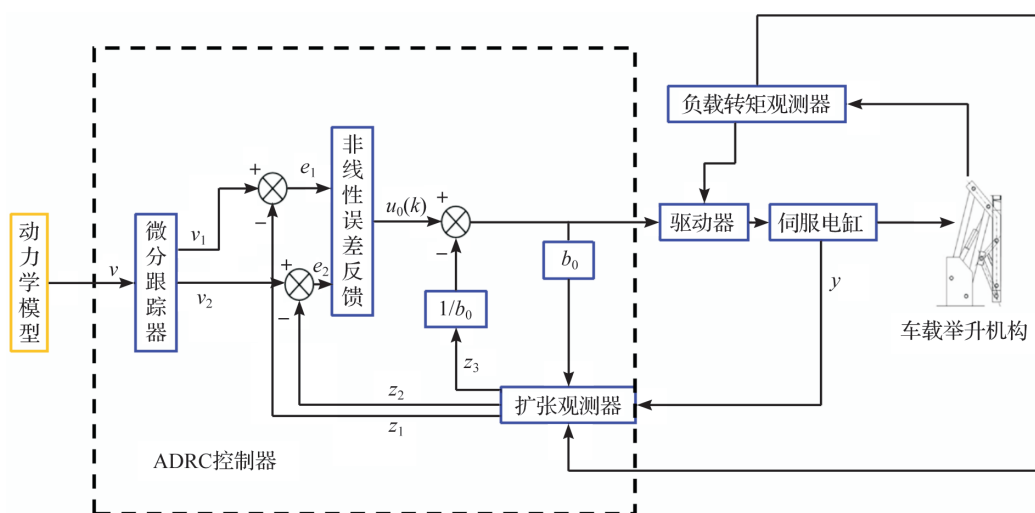 动力学模型
v
微分跟踪器
v1
v2
+
−
e1
+
−
e2
非线性误差反馈
u0(k)
+
−
1/b0
z3
z2
z1
b0
扩张观测器
ADRC控制器
负载转矩观测器
驱动器
伺服电缸
y
车载举升机构